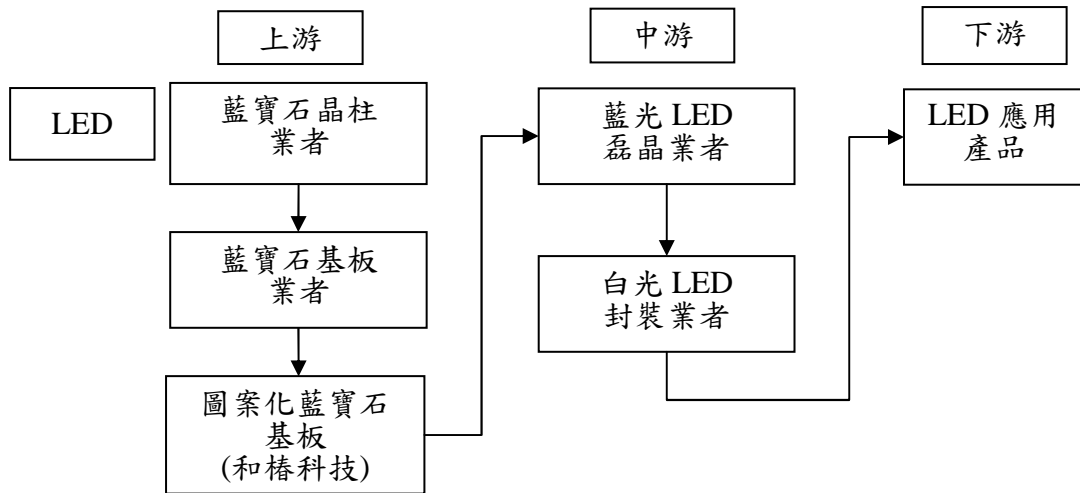 上游
中游
下游
LED
藍寶石晶柱
業者
藍寶石基板
業者
圖案化藍寶石
基板
(和椿科技)
藍光 LED
磊晶業者
白光 LED
封裝業者
LED 應用
產品